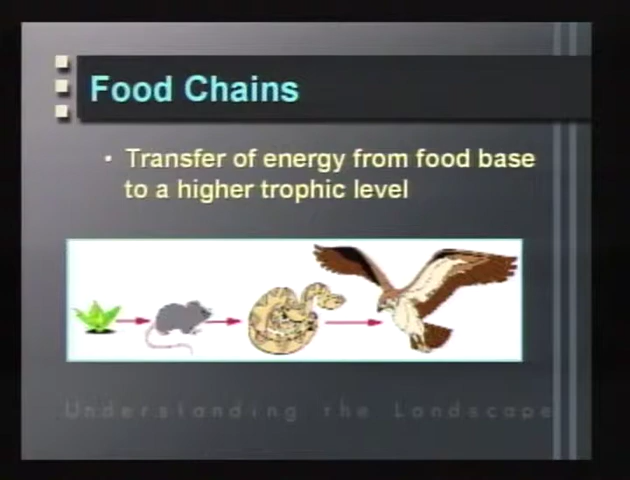 Food Chains
• Transfer of energy from food base
to a higher trophic level
Understanding the Landscape